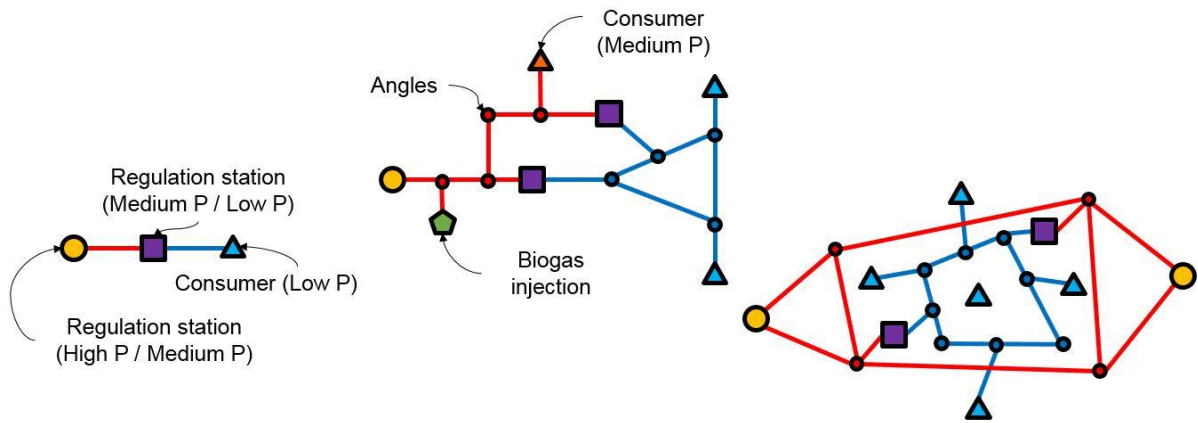 Consumer
(Medium P)
Angles
Regulation station
(Medium P / Low P)
Consumer (Low P)
Biogas
injection
Regulation station
(High P / Medium P)